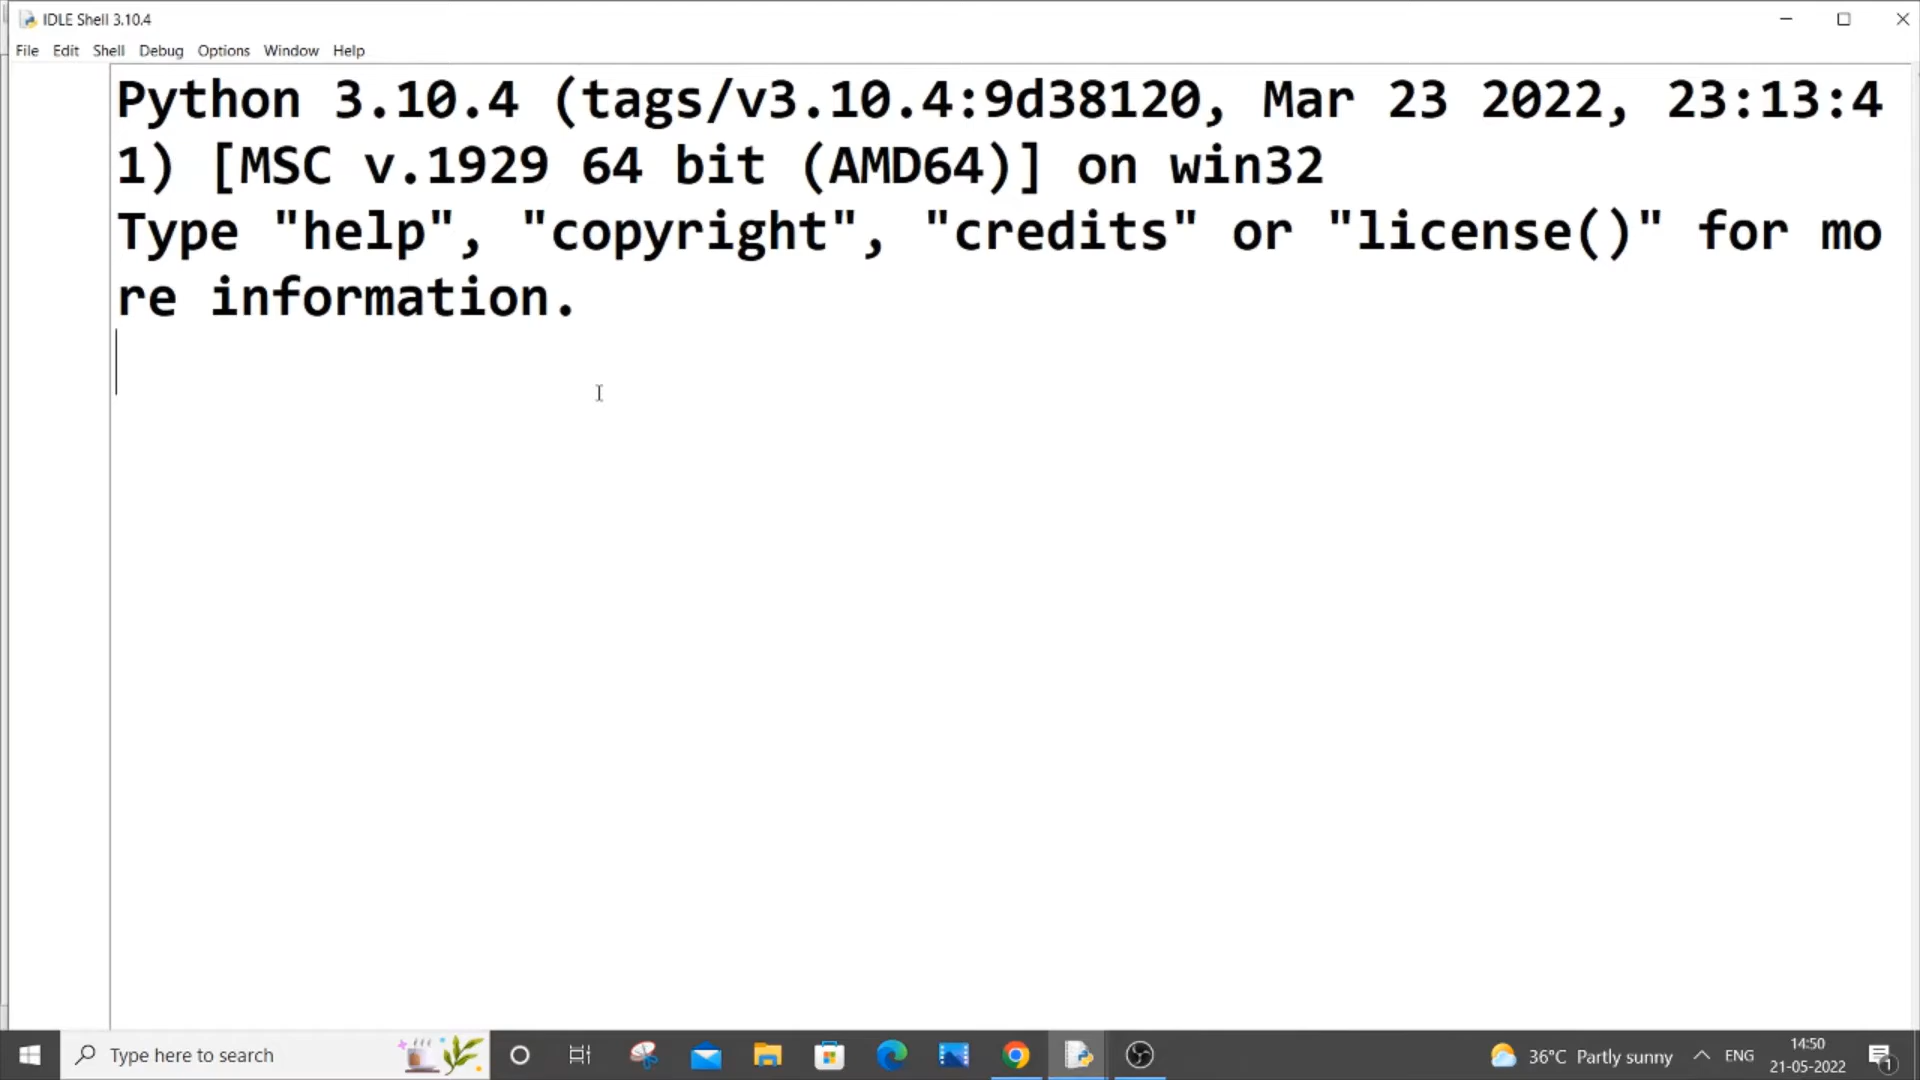 IDLE Shell 3.10.4
File Edit Shell Debug Options Window Help
Python 3.10.4 (tags/v3.10.4:9d38120, Mar 23 2022, 23:13:4
1) [MSC v.1929 64 bit (AMD64)] on win32
Type "help", "copyright", "credits" or "license()" for mo
re information.
Type here to search
36°C Partly sunny
ENG
14:50
21-05-2022
1